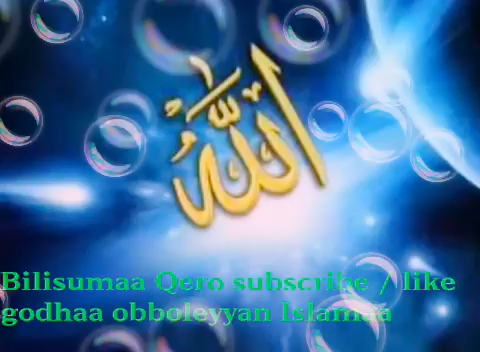 الله
Bilisumaa Qero subscribe / like
godhaa obboleyyan Islamaa